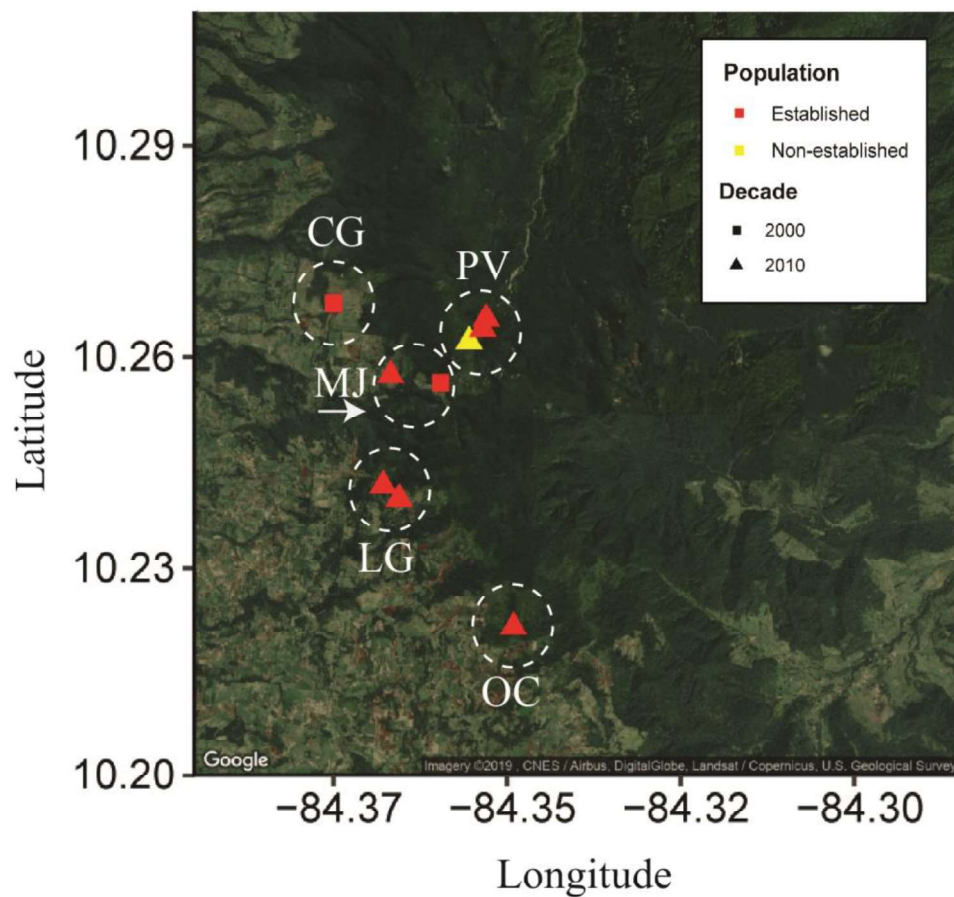 Population
Established
Non-established
Decade
2000
2010
10.29
CG
PV
10.26
MJ
LG
10.23
OC
10.20
Google
Imagery ©2019 , CNES / Airbus, DigitalGlobe, Landsat / Copernicus, U.S. Geological Survey
−84.37 −84.35 −84.32 −84.30
Latitude
Longitude